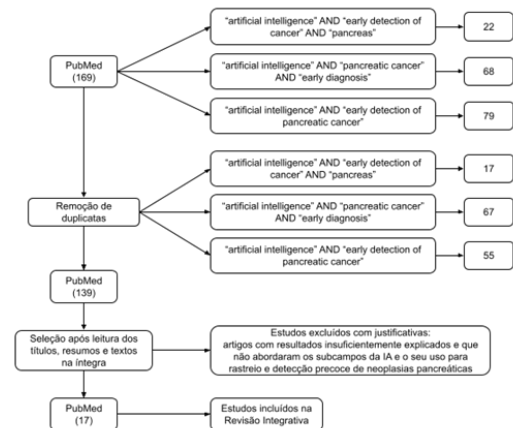 "artificial intelligence" AND "early detection of
cancer" AND "pancreas"
22
PubMed
(169)
"artificial intelligence" AND "pancreatic cancer"
AND "early diagnosis"
68
"artificial intelligence" AND "early detection of
pancreatic cancer"
79
"artificial intelligence" AND "early detection of
cancer" AND "pancreas"
17
Remoção de
duplicatas
"artificial intelligence" AND "pancreatic cancer"
AND "early diagnosis"
67
"artificial intelligence" AND "early detection of
pancreatic cancer"
55
PubMed
(139)
Seleção após leitura dos
títulos, resumos e textos
na íntegra
Estudos excluídos com justificativas:
artigos com resultados insuficientemente explicados e que
não abordaram os subcampos da IA e o seu uso para
rastreio e detecção precoce de neoplasias pancreáticas
PubMed
(17)
Estudos incluídos na
Revisão Integrativa